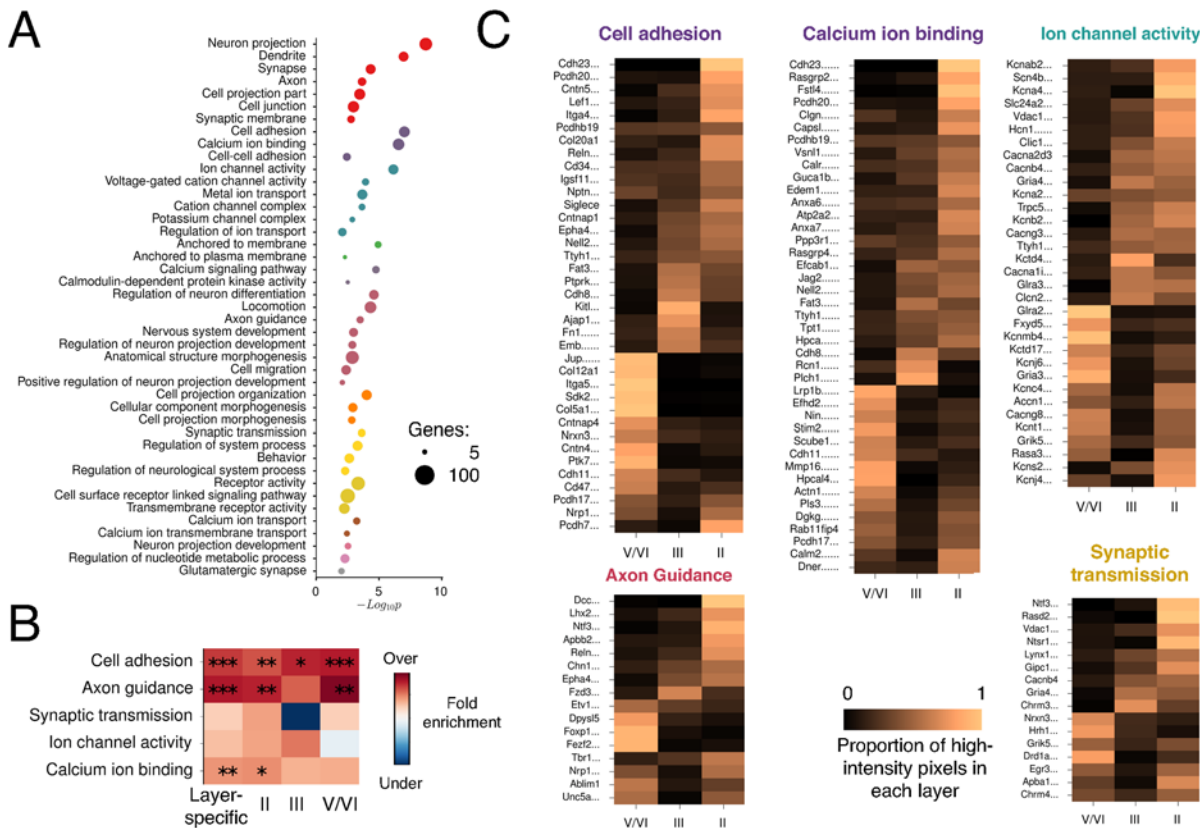 A
Neuron projection
Dendrite
Synapse
Axon
Cell projection part
Cell junction
Synaptic membrane
Cell adhesion
Calcium ion binding
Cell-cell adhesion
Ion channel activity
Voltage-gated cation channel activity
Metal ion transport
Cation channel complex
Potassium channel complex
Regulation of ion transport
Anchored to membrane
Anchored to plasma membrane
Calcium signaling pathway
Calmodulin-dependent protein kinase activity
Regulation of neuron differentiation
Locomotion
Axon guidance
Nervous system development
Regulation of neuron projection development
Anatomical structure morphogenesis
Cell migration
Positive regulation of neuron projection development
Cell projection organization
Cellular component morphogenesis
Cell projection morphogenesis
Synaptic transmission
Regulation of system process
Behavior
Regulation of neurological system process
Receptor activity
Cell surface receptor linked signaling pathway
Transmembrane receptor activity
Calcium ion transport
Calcium ion transmembrane transport
Neuron projection development
Regulation of nucleotide metabolic process
Glutamatergic synapse
Genes:
5
100
0 5 10
−Log10p
B
Cell adhesion *** ** * ***
Axon guidance *** ** **
Synaptic transmission
Ion channel activity
Calcium ion binding ** *
Layer-specific II III V/VI
Over
Fold
enrichment
Under
C
Cell adhesion
Cdh23...
Pcdh20...
Cntn5...
Lef1...
Itga4...
Pcdhb19
Col20a1
Reln...
Cd34...
Igsf11...
Nptn...
Siglece
Cntnap1
Epha4...
Nell2...
Ttyh1...
Fat3...
Ptprk...
Cdh8...
Kitl...
Ajap1...
Fn1......
Emb......
Jup......
Col12a1
Itga5...
Sdk2...
Col5a1...
Cntnap4
Nrxn3...
Cntn4...
Ptk7...
Cdh11...
Cd47...
Pcdh17...
Nrp1...
Pcdh7...
V/VI III II
Calcium ion binding
Cdh23......
Rasgrp2...
Fstl4......
Pcdh20...
Clgn......
Capsl......
Pcdhb19...
Vsnl1......
Calr......
Guca1b...
Edem1......
Anxa6......
Atp2a2...
Anxa7......
Ppp3r1...
Rasgrp4...
Efcab1...
Jag2......
Nell2......
Fat3......
Ttyh1......
Tpt1......
Hpca......
Cdh8......
Rcn1......
Plch1......
Lrp1b......
Efhd2......
Nin......
Stim2......
Scube1...
Cdh11......
Mmp16......
Hpcal4...
Actn1......
Pls3......
Dgkg......
Rab11fip4
Pcdh17...
Calm2......
Dner......
V/VI III II
Ion channel activity
Kcnab2...
Scn4b...
Kcna4...
Slc24a2...
Vdac1...
Hcn1......
Clic1...
Cacna2d3
Cacnb4...
Gria4...
Kcna2...
Trpc5...
Kcnb2...
Cacng3...
Ttyh1...
Kctd4...
Cacna1i...
Glra3...
Clcn2...
Glra2...
Fxyd5...
Kcnmb4...
Kctd17...
Kcnj6...
Gria3...
Kcnc4...
Accn1...
Cacng8...
Kcnt1...
Grik5...
Rasa3...
Kcns2...
Kcnj4...
V/VI III II
Axon Guidance
Dcc...
Lhx2...
Ntf3...
Apbb2...
Reln...
Chn1...
Epha4...
Fzd3...
Etv1...
Dpysl5
Foxp1...
Fezf2...
Tbr1...
Nrp1...
Ablim1
Unc5a...
V/VI III II
0 1
Proportion of high-
intensity pixels in
each layer
Synaptic
transmission
Ntf3...
Rasd2...
Vdac1...
Ntsr1...
Lynx1...
Gipc1...
Cacnb4
Gria4...
Chrm3...
Nrxn3...
Hrh1...
Grik5...
Drd1a...
Egr3...
Apba1...
Chrm4...
V/VI III II